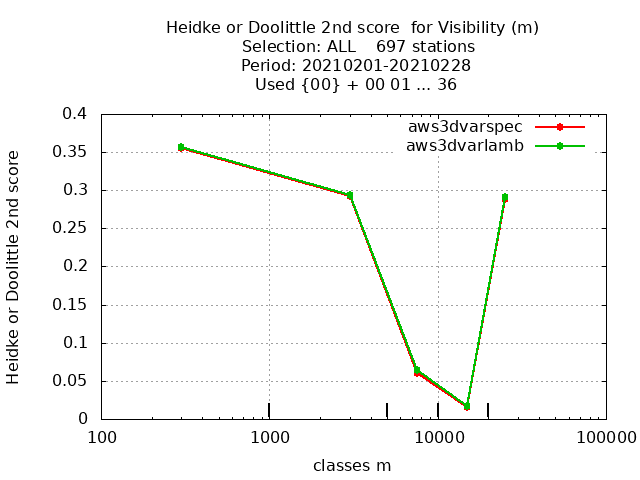 Heidke or Doolittle 2nd score  for Visibility (m)
Selection: ALL    697 stations
Period: 20210201-20210228
Used {00} + 00 01 ... 36
aws3dvarspec
aws3dvarlamb
Heidke or Doolittle 2nd score
0.4
0.35
0.3
0.25
0.2
0.15
0.1
0.05
0
100 1000 10000 100000
classes m